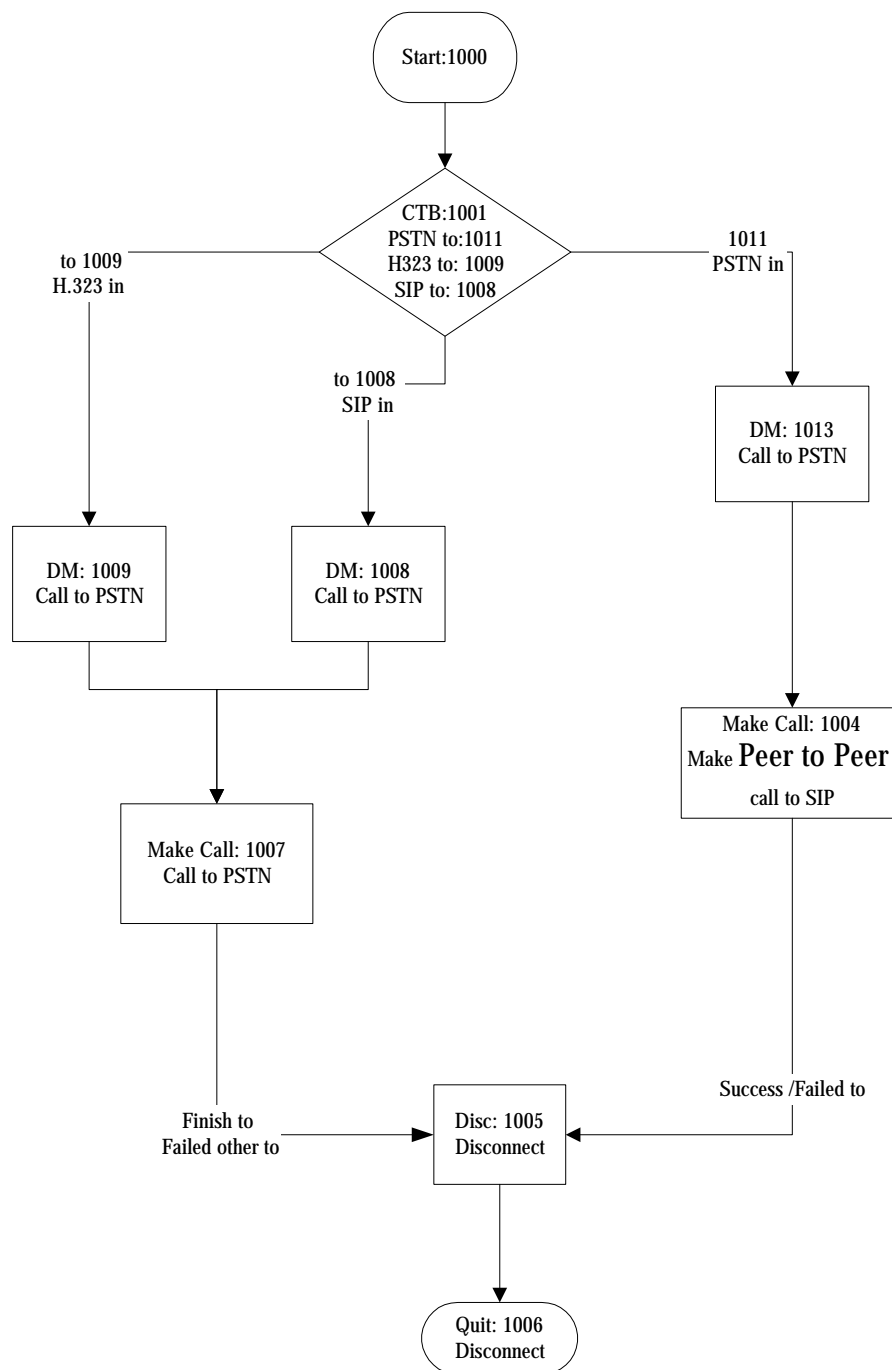 Start:1000
CTB:1001
PSTN to:1011
H323 to: 1009
SIP to: 1008
to 1009
H.323 in
1011
PSTN in
to 1008
SIP in
DM: 1013
Call to PSTN
DM: 1009
Call to PSTN
DM: 1008
Call to PSTN
Make Call: 1004
Make Peer to Peer
call to SIP
Make Call: 1007
Call to PSTN
Success /Failed to
Finish to
Failed other to
Disc: 1005
Disconnect
Quit: 1006
Disconnect